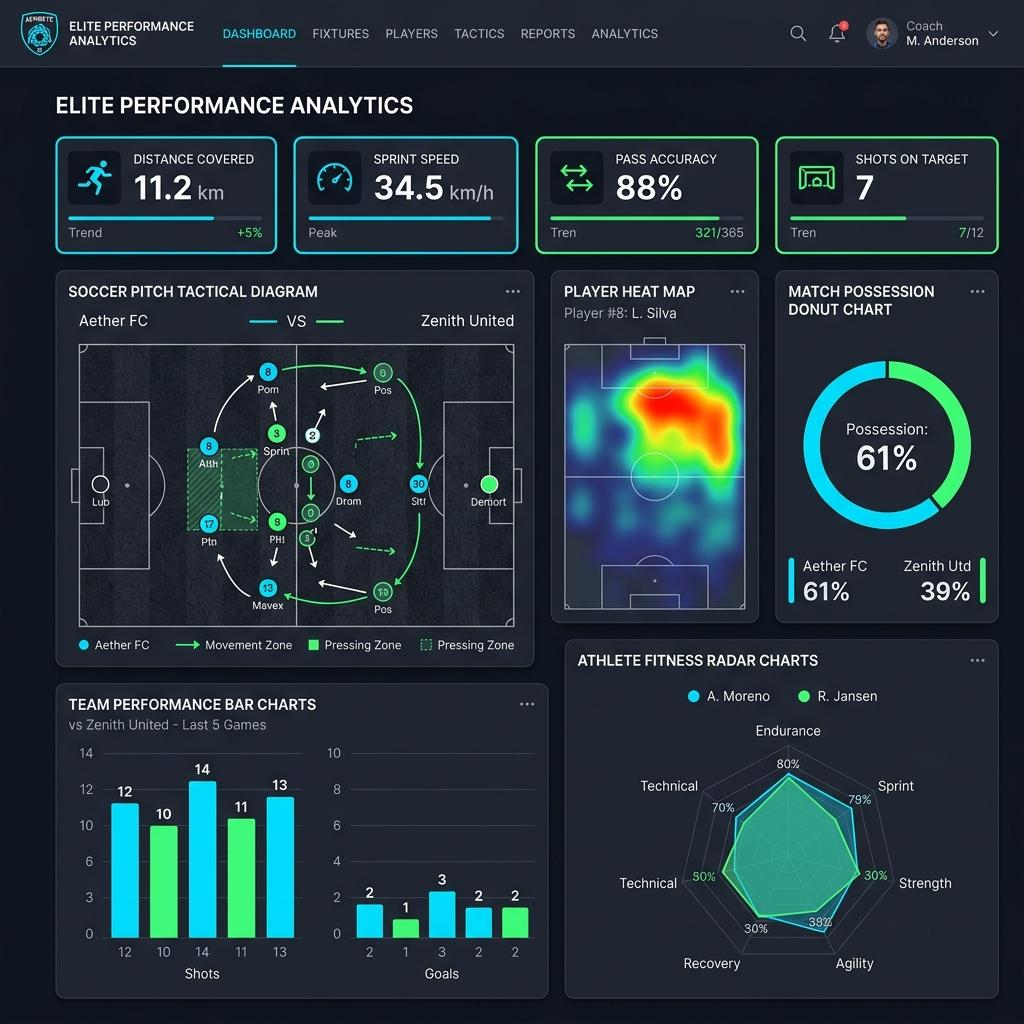 ELITE PERFORMANCE
ANALYTICS
DASHBOARD FIXTURES PLAYERS TACTICS REPORTS ANALYTICS
Coach
M. Anderson
ELITE PERFORMANCE ANALYTICS
DISTANCE COVERED
11.2 km
Trend +5%
SPRINT SPEED
34.5 km/h
Peak
PASS ACCURACY
88%
Tren 321/365
SHOTS ON TARGET
7
Tren 7/12
SOCCER PITCH TACTICAL DIAGRAM
Aether FC VS Zenith United
8
Pom
Pos
3
Sprin
2
8
Lub
8
Drom
30
Demort
17
Ptn
8
13
Mavex
Pos
Aether FC Movement Zone Pressing Zone Pressing Zone
PLAYER HEAT MAP
Player #8: L. Silva
MATCH POSSESSION
DONUT CHART
Possession:
61%
Aether FC Zenith Utd
61% 39%
TEAM PERFORMANCE BAR CHARTS
vs Zenith United - Last 5 Games
14
12
10
6
3
0
12 10 14 11 13
12 10 14 11 13
Shots
10
8
6
4
2
0
2 1 3 2 2
2 1 3 2 2
Goals
ATHLETE FITNESS RADAR CHARTS
A. Moreno R. Jansen
Endurance
80%
Technical Sprint
70% 79%
Technical 50% 30% Strength
30%
Recovery Agility